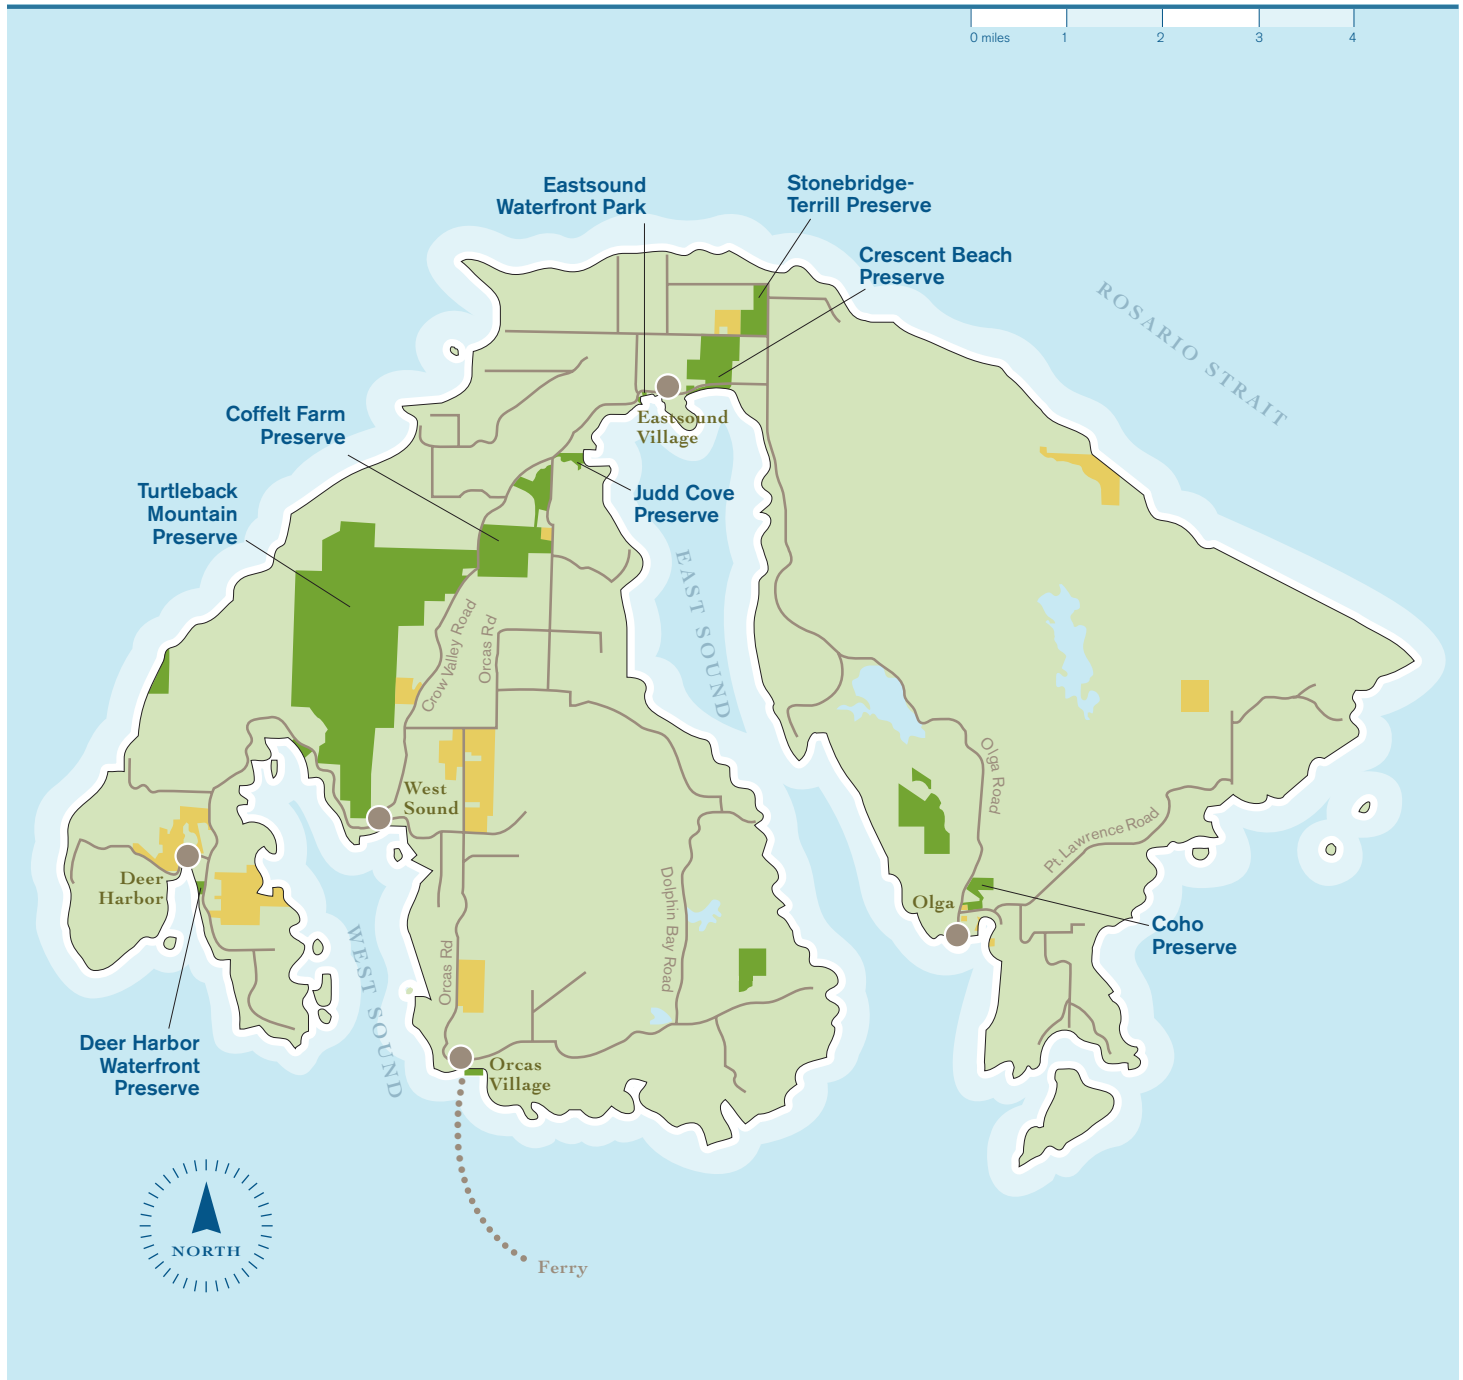 0 miles 1 2 3 4
Eastsound
Waterfront Park
Stonebridge-
Terrill Preserve
Crescent Beach
Preserve
ROSARIO STRAIT
Coffelt Farm
Preserve
Eastsound
Village
Turtleback
Mountain
Preserve
Judd Cove
Preserve
EAST SOUND
Crow Valley Road
Orcas Rd
Olga Road
West
Sound
Pt. Lawrence Road
Deer
Harbor
Dolphin Bay Road
Olga
Coho
Preserve
WEST SOUND
Orcas Rd
Deer Harbor
Waterfront
Preserve
Orcas
Village
NORTH
Ferry